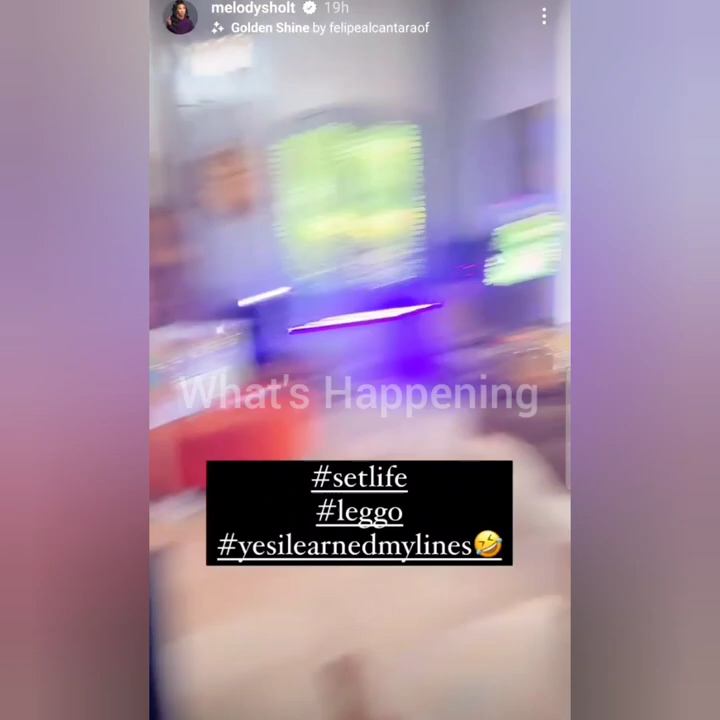 melodysholt 19h
Golden Shine by felipealcantaraof
What's Happening
#setlife
#leggo
#yesilearnedmylines🤣